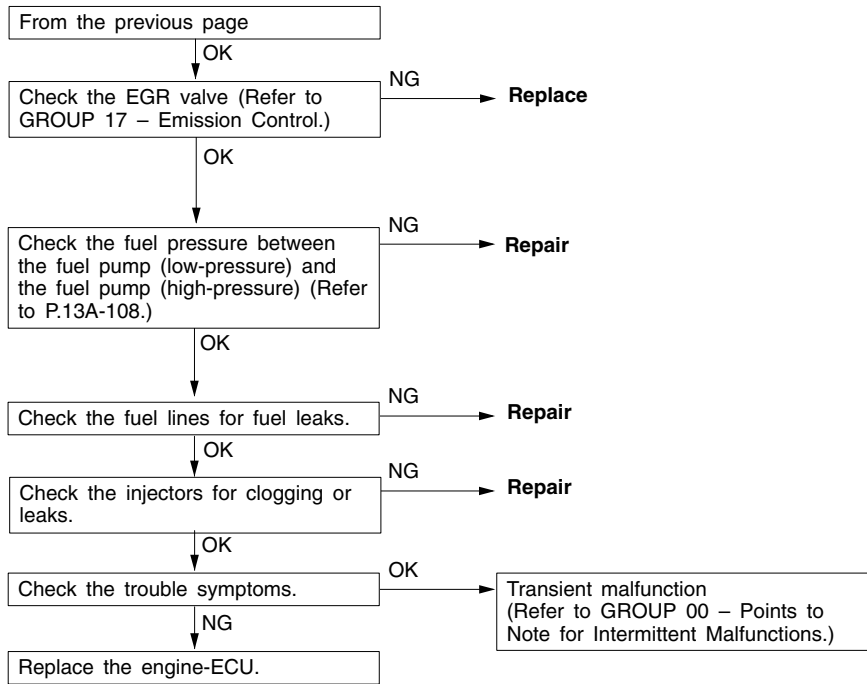 From the previous page
OK
NG
Check the EGR valve (Refer to
GROUP 17 – Emission Control.)
Replace
OK
NG
Check the fuel pressure between
the fuel pump (low-pressure) and
the fuel pump (high-pressure) (Refer
to P.13A-108.)
Repair
OK
NG
Check the fuel lines for fuel leaks.
Repair
OK
NG
Check the injectors for clogging or
leaks.
Repair
OK
Check the trouble symptoms.
OK
Transient malfunction
(Refer to GROUP 00 – Points to
Note for Intermittent Malfunctions.)
NG
Replace the engine-ECU.